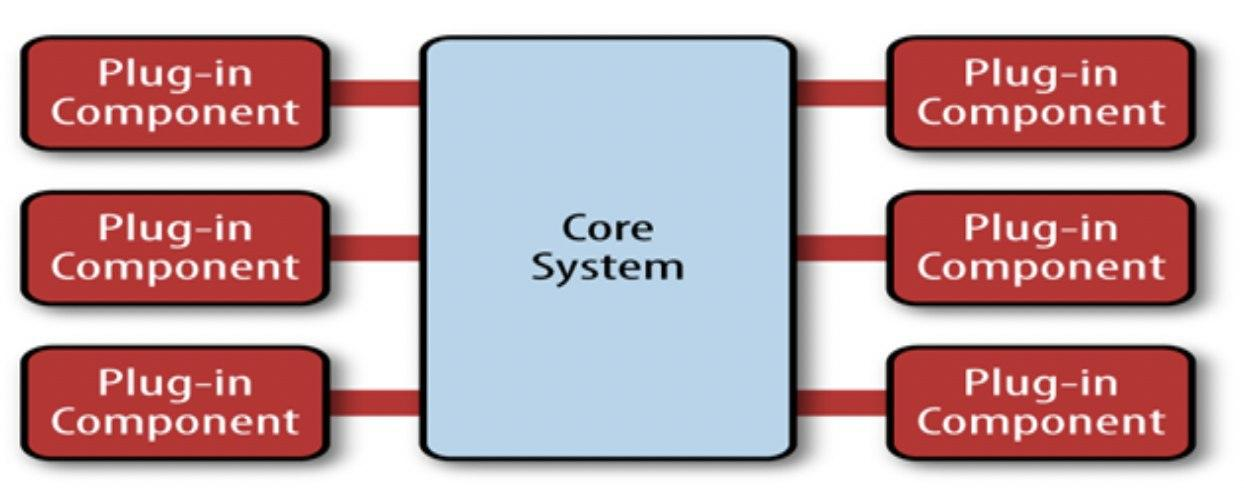 Plug-in
Component
Plug-in
Component
Plug-in
Component
Core
System
Plug-in
Component
Plug-in
Component
Plug-in
Component